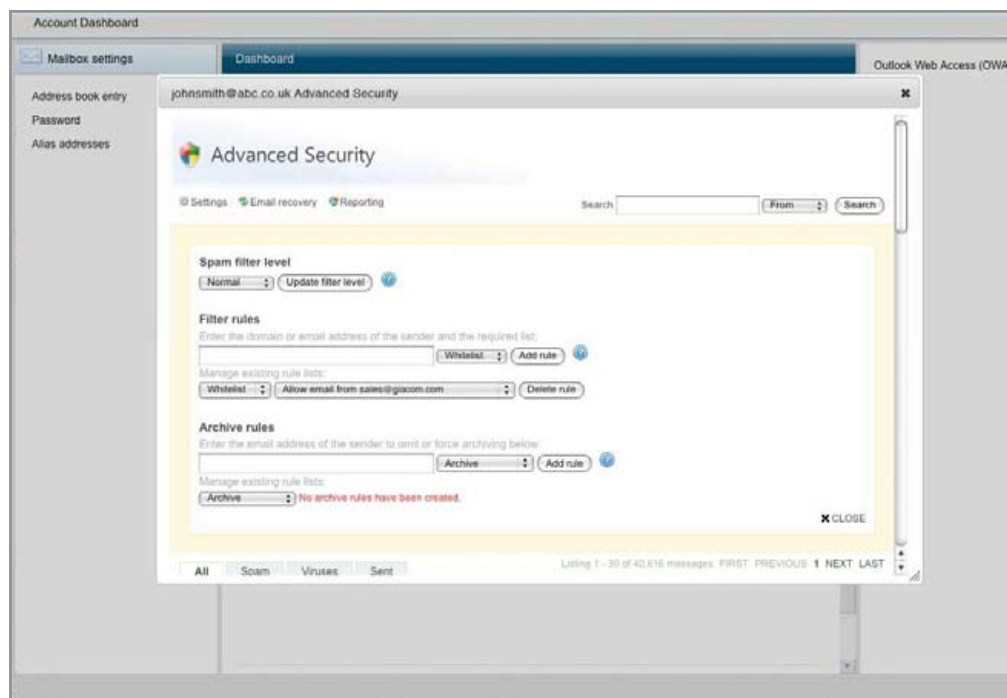 Account Dashboard
Mailbox settings
Dashboard
Outlook Web Access (OWA
Address book entry
Password
Alias addresses
johnsmith@abc.co.uk Advanced Security
Advanced Security
Settings Email recovery Reporting
Search From Search
Spam filter level
Normal Update filter level
Filter rules
Enter the domain or email address of the sender and the required list:
Whitelist Add rule
Manage existing rule lists:
Whitelist Allow email from sales@giacom.com Delete rule
Archive rules
Enter the email address of the sender to omit or force archiving below:
Archive Add rule
Manage existing rule lists:
Archive No archive rules have been created.
CLOSE
All Spam Viruses Sent
Listing 1 - 30 of 40,616 messages FIRST PREVIOUS 1 NEXT LAST